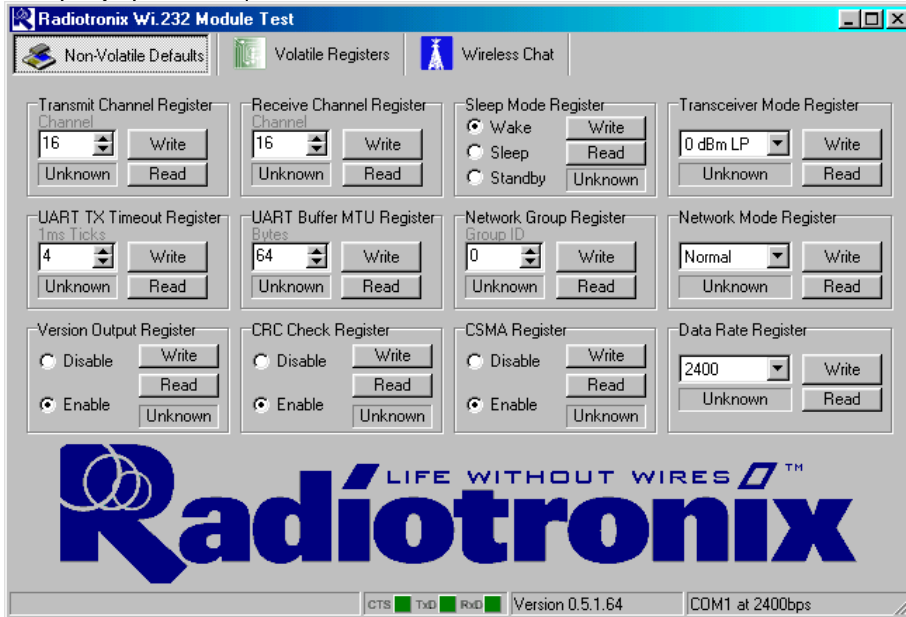 Radiotronix Wi.232 Module Test
Non-Volatile Defaults Volatile Registers Wireless Chat
Transmit Channel Register
Channel
16 Write
Unknown Read
Receive Channel Register
Channel
16 Write
Unknown Read
Sleep Mode Register
Wake Write
Sleep Read
Standby Unknown
Transceiver Mode Register
0 dBm LP Write
Unknown Read
UART TX Timeout Register
1ms Ticks
4 Write
Unknown Read
UART Buffer MTU Register
Bytes
64 Write
Unknown Read
Network Group Register
Group ID
0 Write
Unknown Read
Network Mode Register
Normal Write
Unknown Read
Version Output Register
Disable Write
Read
Enable Unknown
CRC Check Register
Disable Write
Read
Enable Unknown
CSMA Register
Disable Write
Read
Enable Unknown
Data Rate Register
2400 Write
Unknown Read
LIFE WITHOUT WIRES ™
Radiotronix
CTS TxD RxD Version 0.5.1.64 COM1 at 2400bps